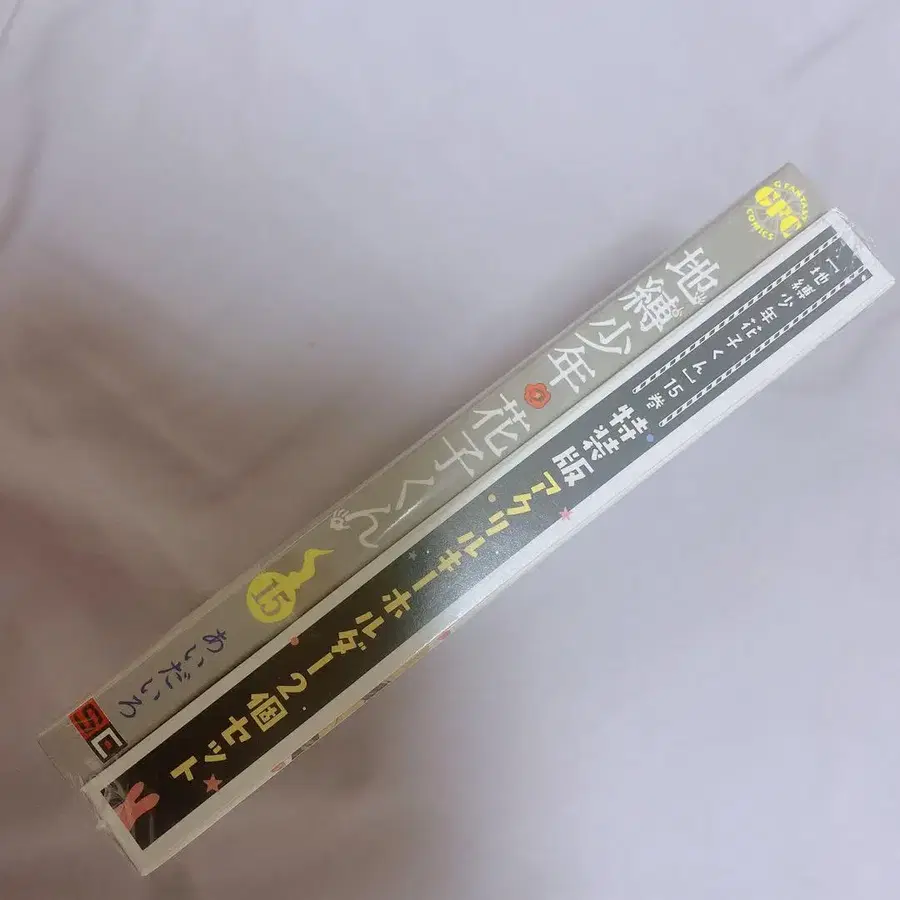 G FANTASY
GFC
COMICS
地縛少年
花子くん
15
あいだいろ
「地縛少年花子くん」15巻
特装版
アクリルキーホルダー2個セット